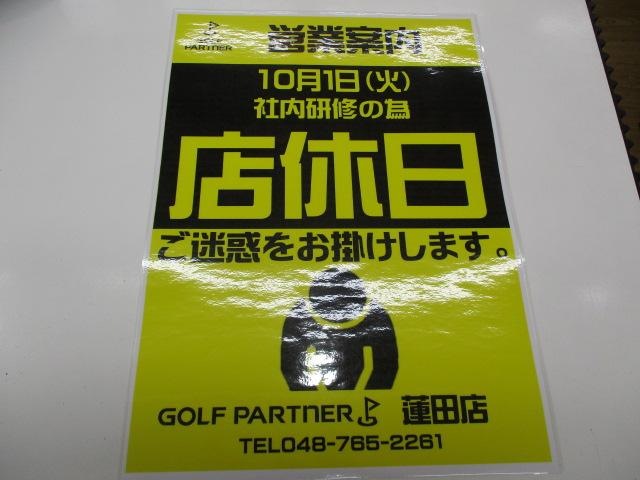 GOLF PARTNER 営業案内
10月1日(火)
社内研修の為
店休日
ご迷惑をお掛けします。
GOLF PARTNER 蓮田店
TEL048-765-2261